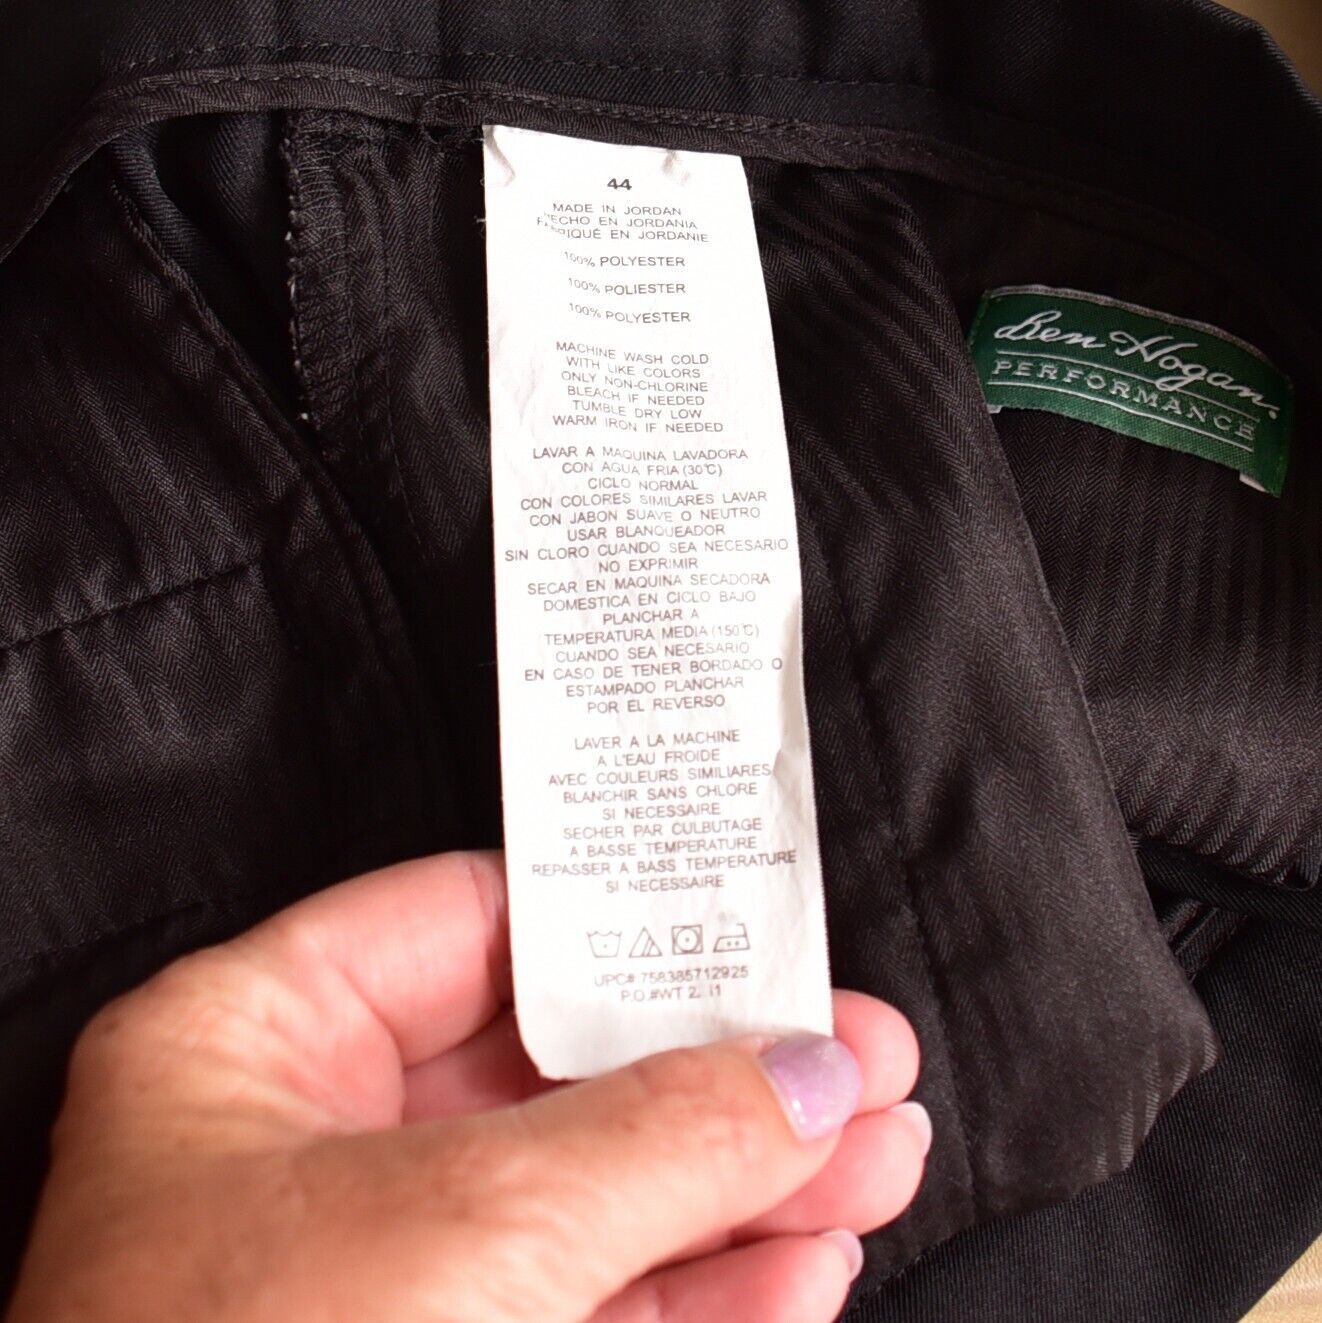 44
MADE IN JORDAN
HECHO EN JORDANIA
FABRIQUÉ EN JORDANIE
100% POLYESTER
100% POLIESTER
100% POLYESTER
MACHINE WASH COLD
WITH LIKE COLORS
ONLY NON-CHLORINE
BLEACH IF NEEDED
TUMBLE DRY LOW
WARM IRON IF NEEDED
LAVAR A MAQUINA LAVADORA
CON AGUA FRIA (30°C)
CICLO NORMAL
CON COLORES SIMILARES LAVAR
CON JABON SUAVE O NEUTRO
USAR BLANQUEADOR
SIN CLORO CUANDO SEA NECESARIO
NO EXPRIMIR
SECAR EN MAQUINA SECADORA
DOMESTICA EN CICLO BAJO
PLANCHAR A
TEMPERATURA MEDIA (150°C)
CUANDO SEA NECESARIO
EN CASO DE TENER BORDADO O
ESTAMPADO PLANCHAR
POR EL REVERSO
LAVER A LA MACHINE
A L'EAU FROIDE
AVEC COULEURS SIMILIARES
BLANCHIR SANS CHLORE
SI NECESSAIRE
SECHER PAR CULBUTAGE
A BASSE TEMPERATURE
REPASSER A BASS TEMPERATURE
SI NECESSAIRE
UPC# 758385712925
P.O.#WT
Ben Hogan.
PERFORMANCE